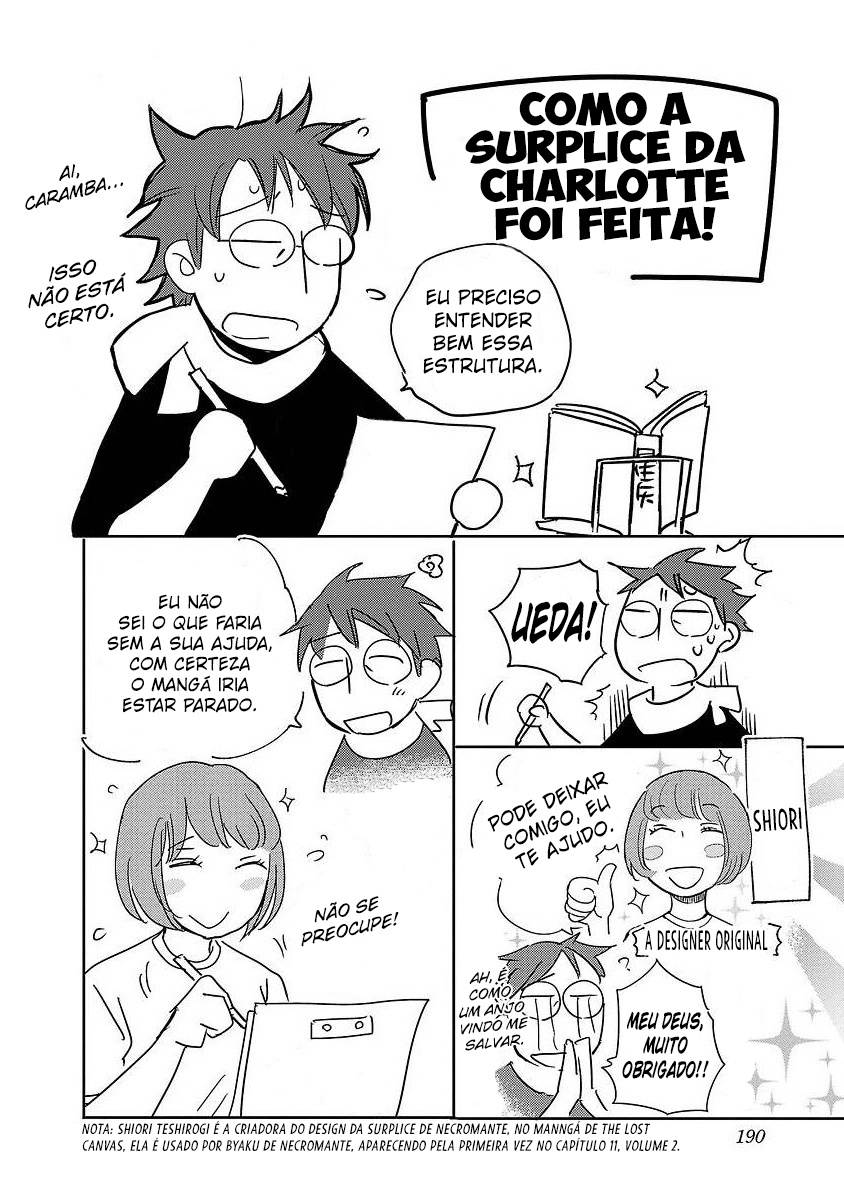 COMO A
SURPLICE DA
CHARLOTTE
FOI FEITA!
AI,
CARAMBA...
ISSO
NÃO ESTÁ
CERTO.
EU PRECISO
ENTENDER
BEM ESSA
ESTRUTURA.
UEDA!
EU NÃO
SEI O QUE FARIA
SEM A SUA AJUDA,
COM CERTEZA
O MANGÁ IRIA
ESTAR PARADO.
NÃO SE
PREOCUPE!
PODE DEIXAR
COMIGO, EU
TE AJUDO.
SHIORI
A DESIGNER ORIGINAL
AH, É
COMO
UM ANJO
VINDO ME
SALVAR.
MEU DEUS,
MUITO
OBRIGADO!!
NOTA: SHIORI TESHIROGI É A CRIADORA DO DESIGN DA SURPLICE DE NECROMANTE, NO MANNGÁ DE THE LOST
CANVAS, ELA É USADO POR BYAKU DE NECROMANTE, APARECENDO PELA PRIMEIRA VEZ NO CAPÍTULO 11, VOLUME 2.
190